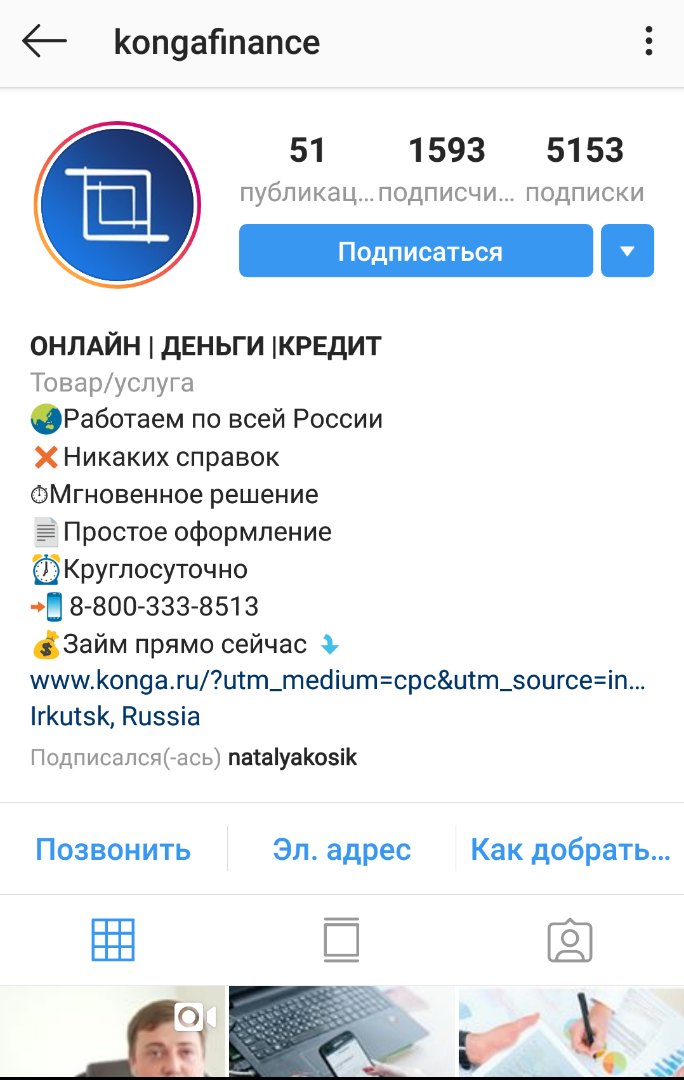 kongafinance
51 1593 5153
публикац... подписчи... подписки
Подписаться
ОНЛАЙН | ДЕНЬГИ |КРЕДИТ
Товар/услуга
🌏Работаем по всей России
❌Никаких справок
⏱Мгновенное решение
📄Простое оформление
⏰Круглосуточно
📲 8-800-333-8513
💰Займ прямо сейчас ⤵
www.konga.ru/?utm_medium=cpc&utm_source=in...
Irkutsk, Russia
Подписался(-ась) natalyakosik
Позвонить Эл. адрес Как добрать...